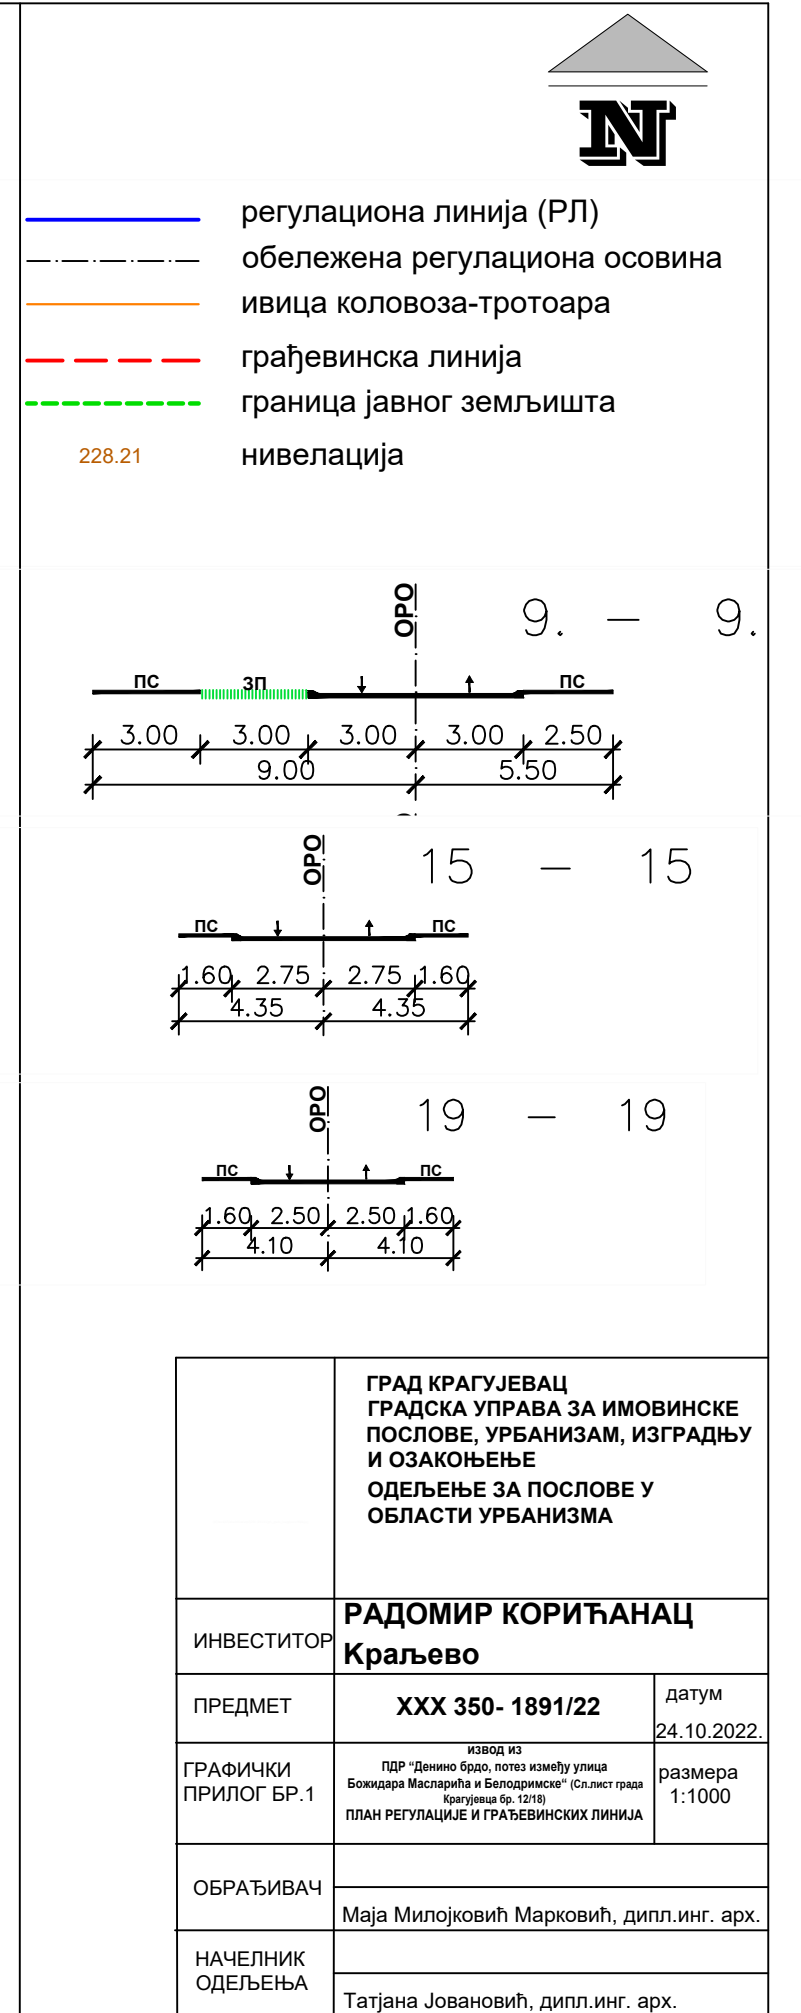 N
регулациона линија (РЛ)
обележена регулациона осовина
ивица коловоза-тротоара
грађевинска линија
граница јавног земљишта
228.21 нивелација
ОРО 9. – 9.
ПС ЗП ПС
3.00 3.00 3.00 3.00 2.50
9.00 5.50
ОРО 15 – 15
ПС ПС
1.60 2.75 2.75 1.60
4.35 4.35
ОРО 19 – 19
ПС ПС
1.60 2.50 2.50 1.60
4.10 4.10
ГРАД КРАГУЈЕВАЦ
ГРАДСКА УПРАВА ЗА ИМОВИНСКЕ
ПОСЛОВЕ, УРБАНИЗАМ, ИЗГРАДЊУ
И ОЗАКОЊЕЊЕ
ОДЕЉЕЊЕ ЗА ПОСЛОВЕ У
ОБЛАСТИ УРБАНИЗМА
ИНВЕСТИТОР
РАДОМИР КОРИЋАНАЦ
Краљево
ПРЕДМЕТ
XXX 350- 1891/22
датум
24.10.2022.
ГРАФИЧКИ
ПРИЛОГ БР.1
извод из
ПДР “Денино брдо, потез између улица
Божидара Масларића и Белодримске“ (Сл.лист града
Крагујевца бр. 12/18)
ПЛАН РЕГУЛАЦИЈЕ И ГРАЂЕВИНСКИХ ЛИНИЈА
размера
1:1000
ОБРАЂИВАЧ
Маја Милојковић Марковић, дипл.инг. арх.
НАЧЕЛНИК
ОДЕЉЕЊА
Татјана Јовановић, дипл.инг. арх.